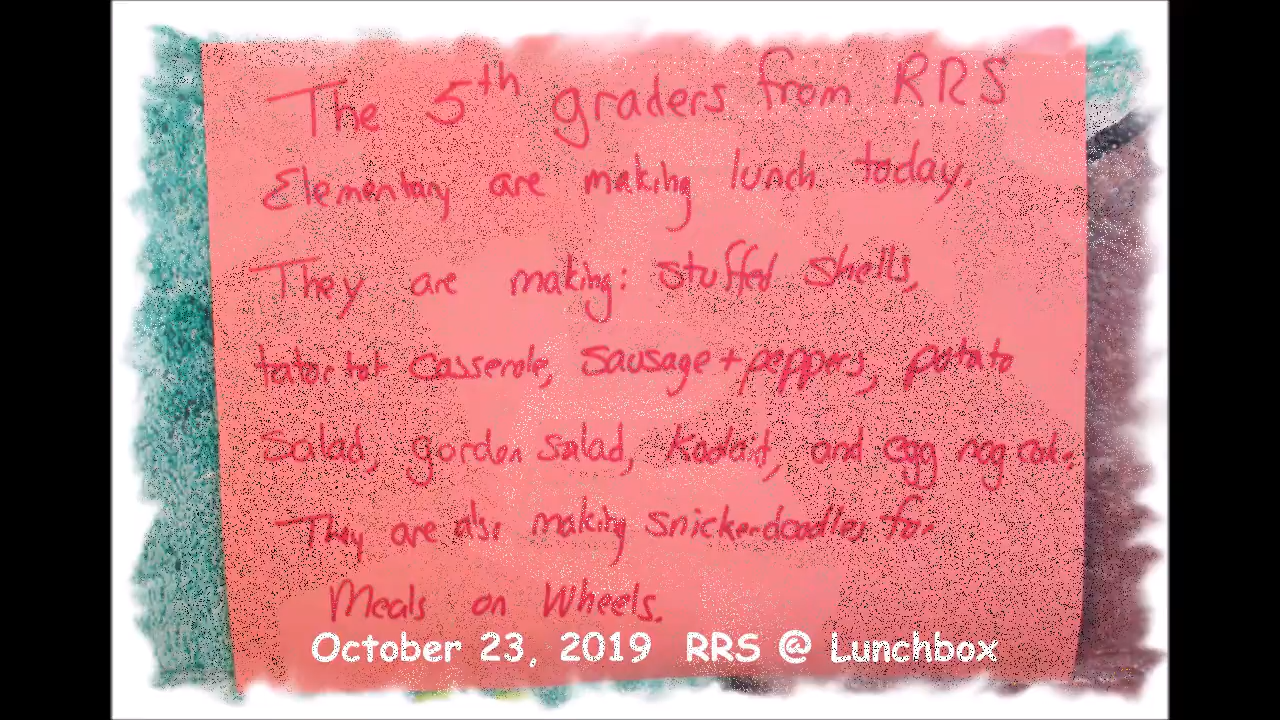 The 5th graders from RRS
Elementary are making lunch today.
They are making: stuffed shells,
tator tot casserole, sausage + peppers, potato
Salad, garden salad, and egg nog cake.
They are also making snickerdoodles for
Meals on Wheels.
October 23, 2019 RRS @ Lunchbox